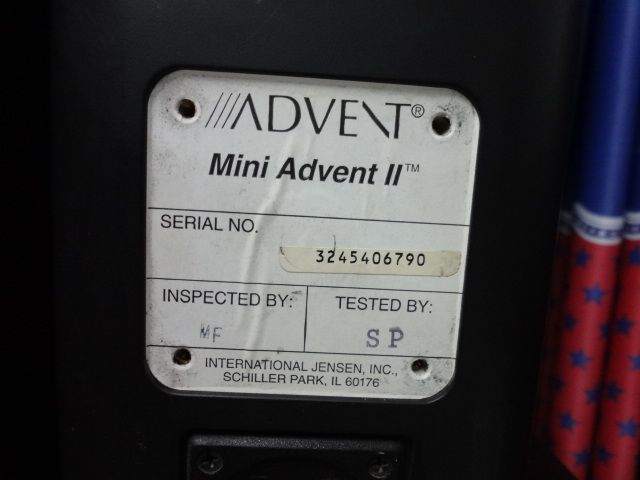 ADVENT®
Mini Advent II™
SERIAL NO.
3245406790
INSPECTED BY:
MF
TESTED BY:
SP
INTERNATIONAL JENSEN, INC.,
SCHILLER PARK, IL 60176